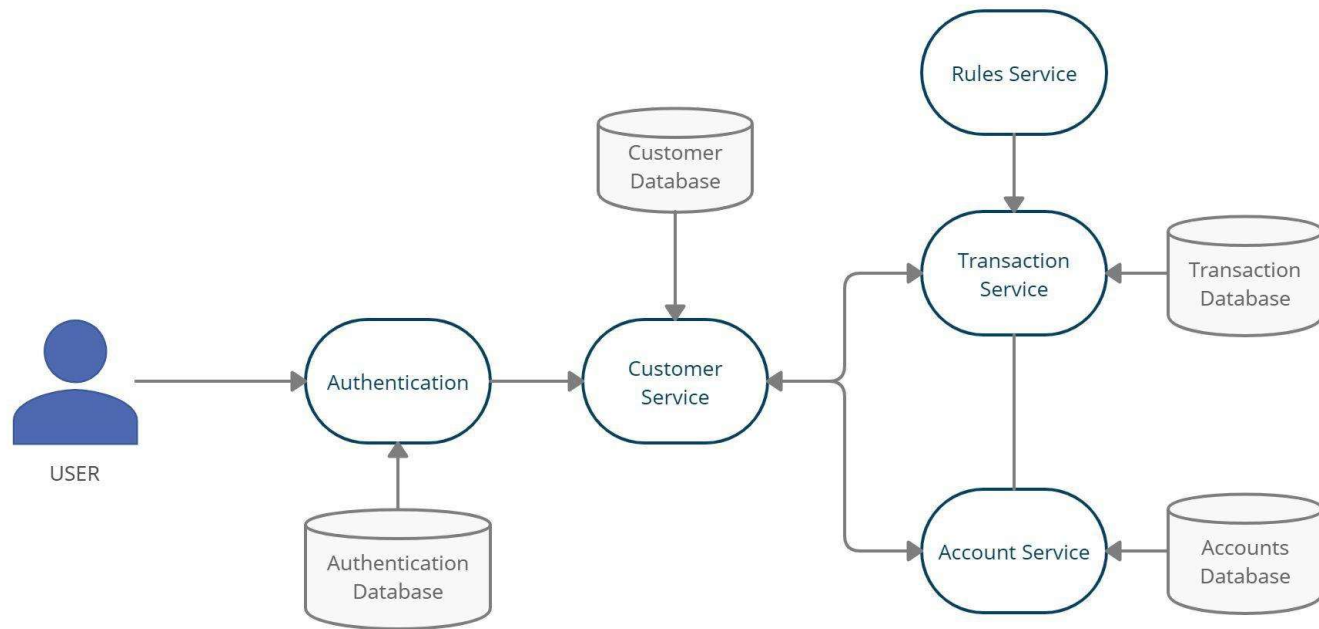 Rules Service
Customer
Database
Transaction
Service
Transaction
Database
Authentication
Customer
Service
USER
Authentication
Database
Account Service
Accounts
Database